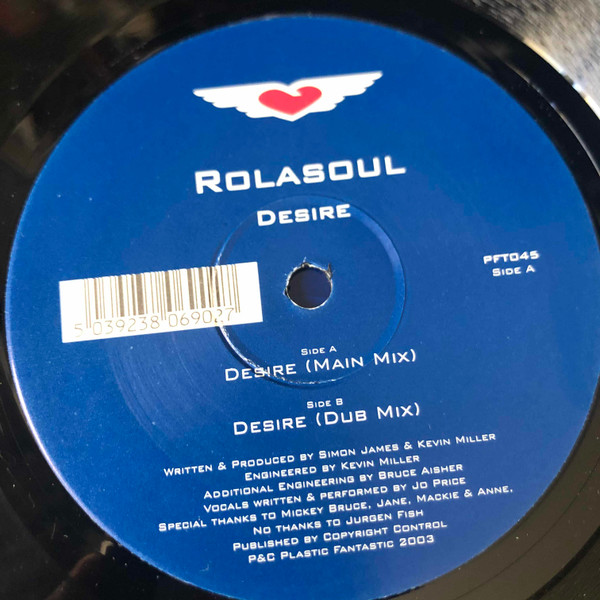 Rolasoul
Desire
PFT045
Side A
5 039238 069027
Side A
Desire (Main Mix)
Side B
Desire (Dub Mix)
Written & Produced by Simon James & Kevin Miller
Engineered by Kevin Miller
Additional Engineering by Bruce Aisher
Vocals written & performed by Jo Price
Special thanks to Mickey Bruce, Jane, Mackie & Anne.
No thanks to Jurgen Fish
Published by Copyright Control
P&C Plastic Fantastic 2003